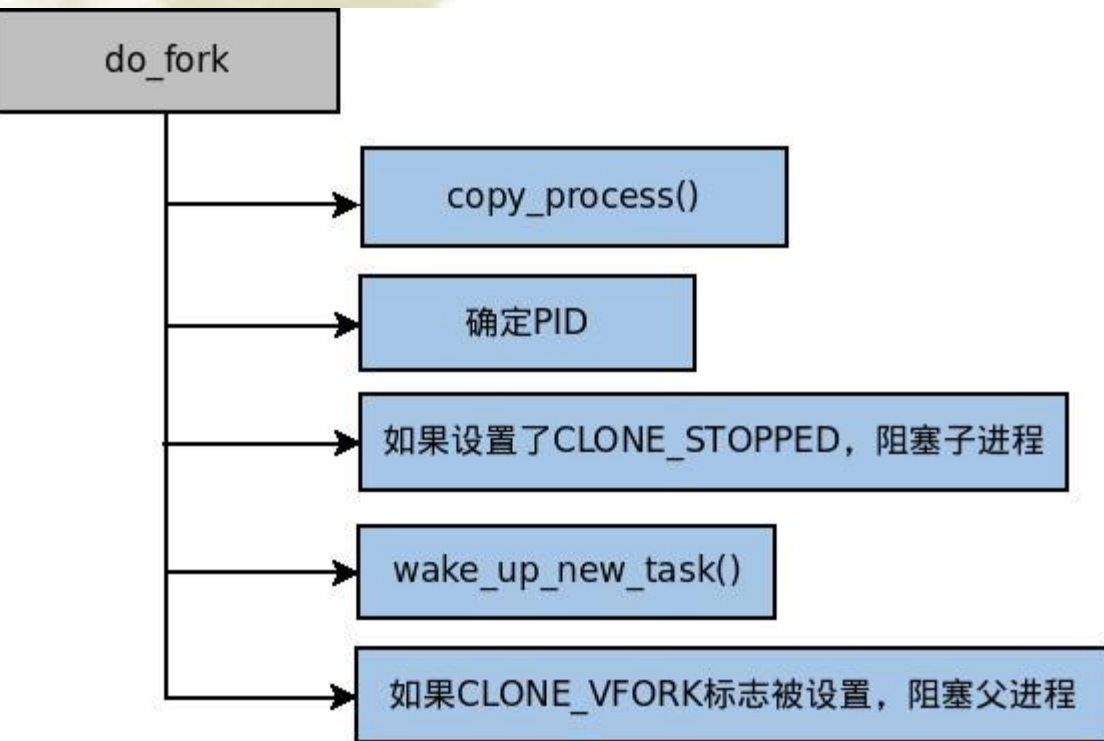 do_fork
copy_process()
确定PID
如果设置了CLONE_STOPPED，阻塞子进程
wake_up_new_task()
如果CLONE_VFORK标志被设置，阻塞父进程